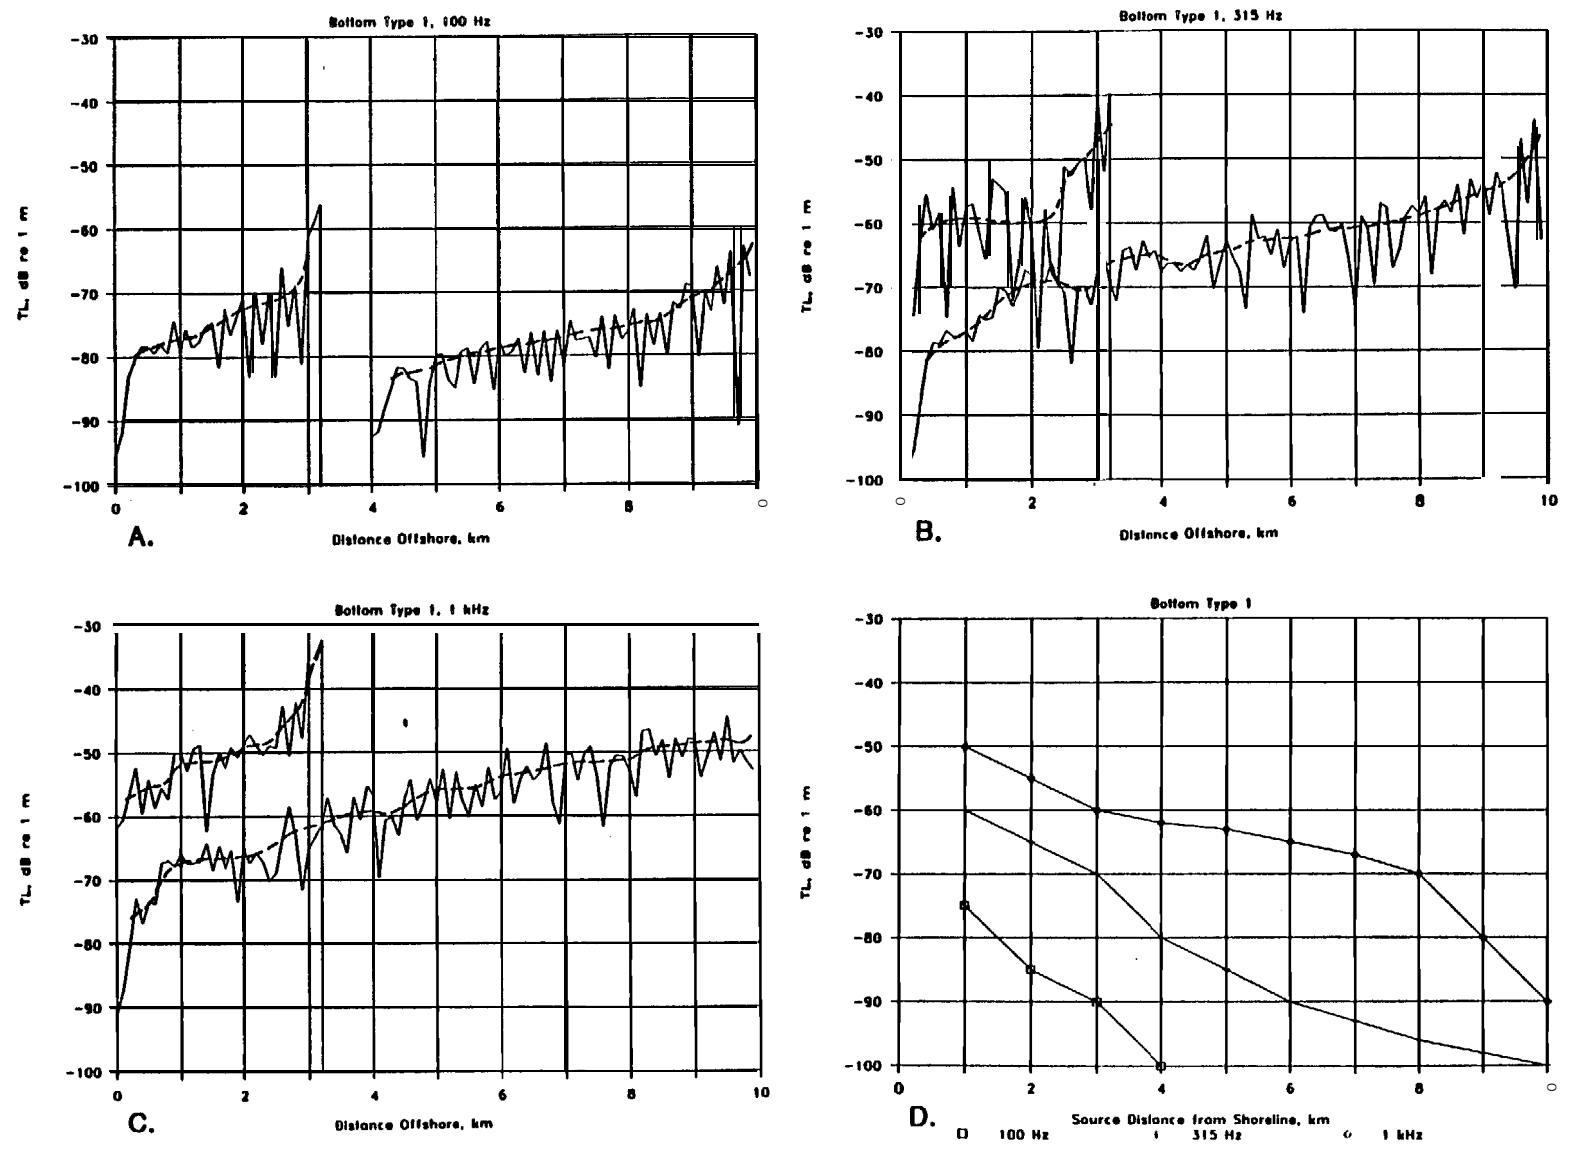 Bottom Type 1, 100 Hz
-30
-40
-50
-60
-70
-80
-90
-100
TL, dB re 1 m
0 2 4 6 8 0
Distance Offshore, km
A.
Bottom Type 1, 315 Hz
-30
-40
-50
-60
-70
-80
-90
-100
TL, dB re 1 m
0 2 4 6 8 10
Distance Offshore, km
B.
Bottom Type 1, 1 kHz
-30
-40
-50
-60
-70
-80
-90
-100
TL, dB re 1 m
0 2 4 6 8 10
Distance Offshore, km
C.
Bottom Type 1
-30
-40
-50
-60
-70
-80
-90
-100
TL, dB re 1 m
0 2 4 6 8 0
Source Distance from Shoreline, km
D.
100 Hz 315 Hz 1 kHz